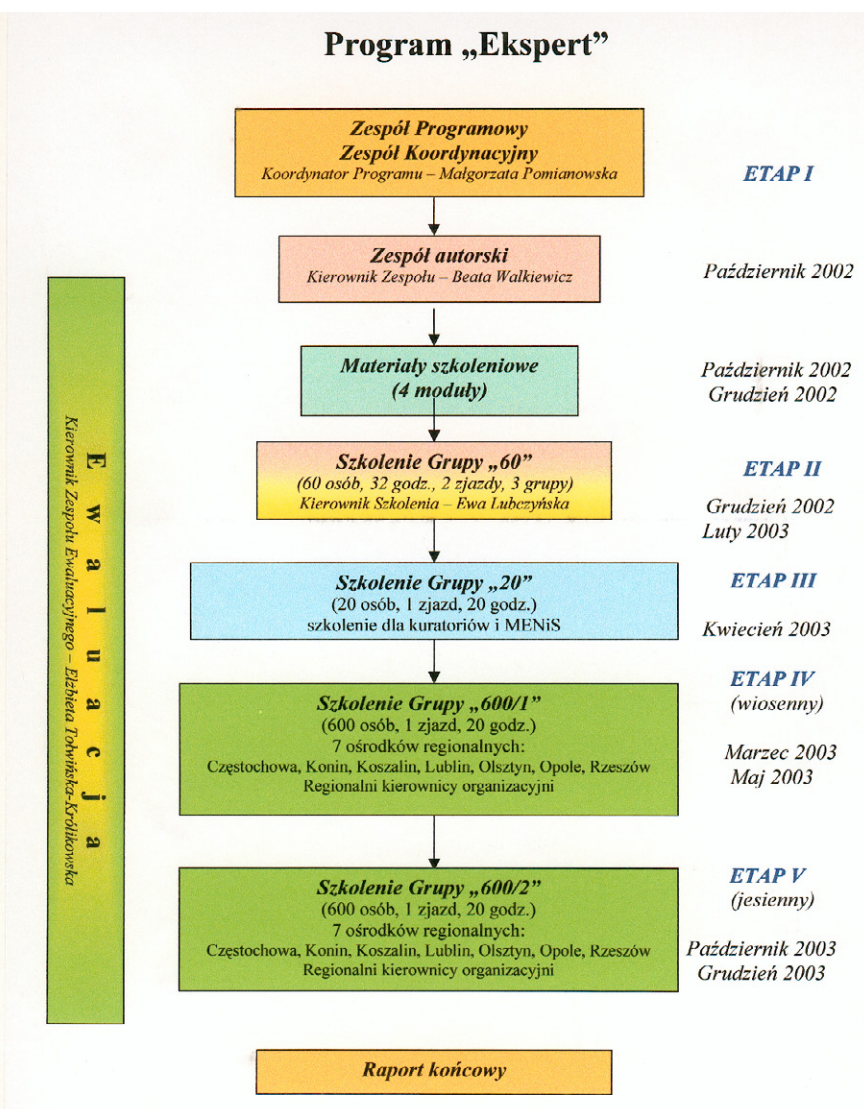 Program „Ekspert”
Zespół Programowy
Zespół Koordynacyjny
Koordynator Programu – Małgorzata Pomianowska
ETAP I
Zespół autorski
Kierownik Zespołu – Beata Walkiewicz
Październik 2002
Materiały szkoleniowe
(4 moduły)
Październik 2002
Grudzień 2002
Szkolenie Grupy „60”
(60 osób, 32 godz., 2 zjazdy, 3 grupy)
Kierownik Szkolenia – Ewa Lubczyńska
ETAP II
Grudzień 2002
Luty 2003
Szkolenie Grupy „20”
(20 osób, 1 zjazd, 20 godz.)
szkolenie dla kuratoriów i MENiS
ETAP III
Kwiecień 2003
Szkolenie Grupy „600/1”
(600 osób, 1 zjazd, 20 godz.)
7 ośrodków regionalnych:
Częstochowa, Konin, Koszalin, Lublin, Olsztyn, Opole, Rzeszów
Regionalni kierownicy organizacyjni
ETAP IV
(wiosenny)
Marzec 2003
Maj 2003
Szkolenie Grupy „600/2”
(600 osób, 1 zjazd, 20 godz.)
7 ośrodków regionalnych:
Częstochowa, Konin, Koszalin, Lublin, Olsztyn, Opole, Rzeszów
Regionalni kierownicy organizacyjni
ETAP V
(jesienny)
Październik 2003
Grudzień 2003
Ewaluacja
Kierownik Zespołu Ewaluacyjnego – Elżbieta Tołwińska-Królikowska
Raport końcowy